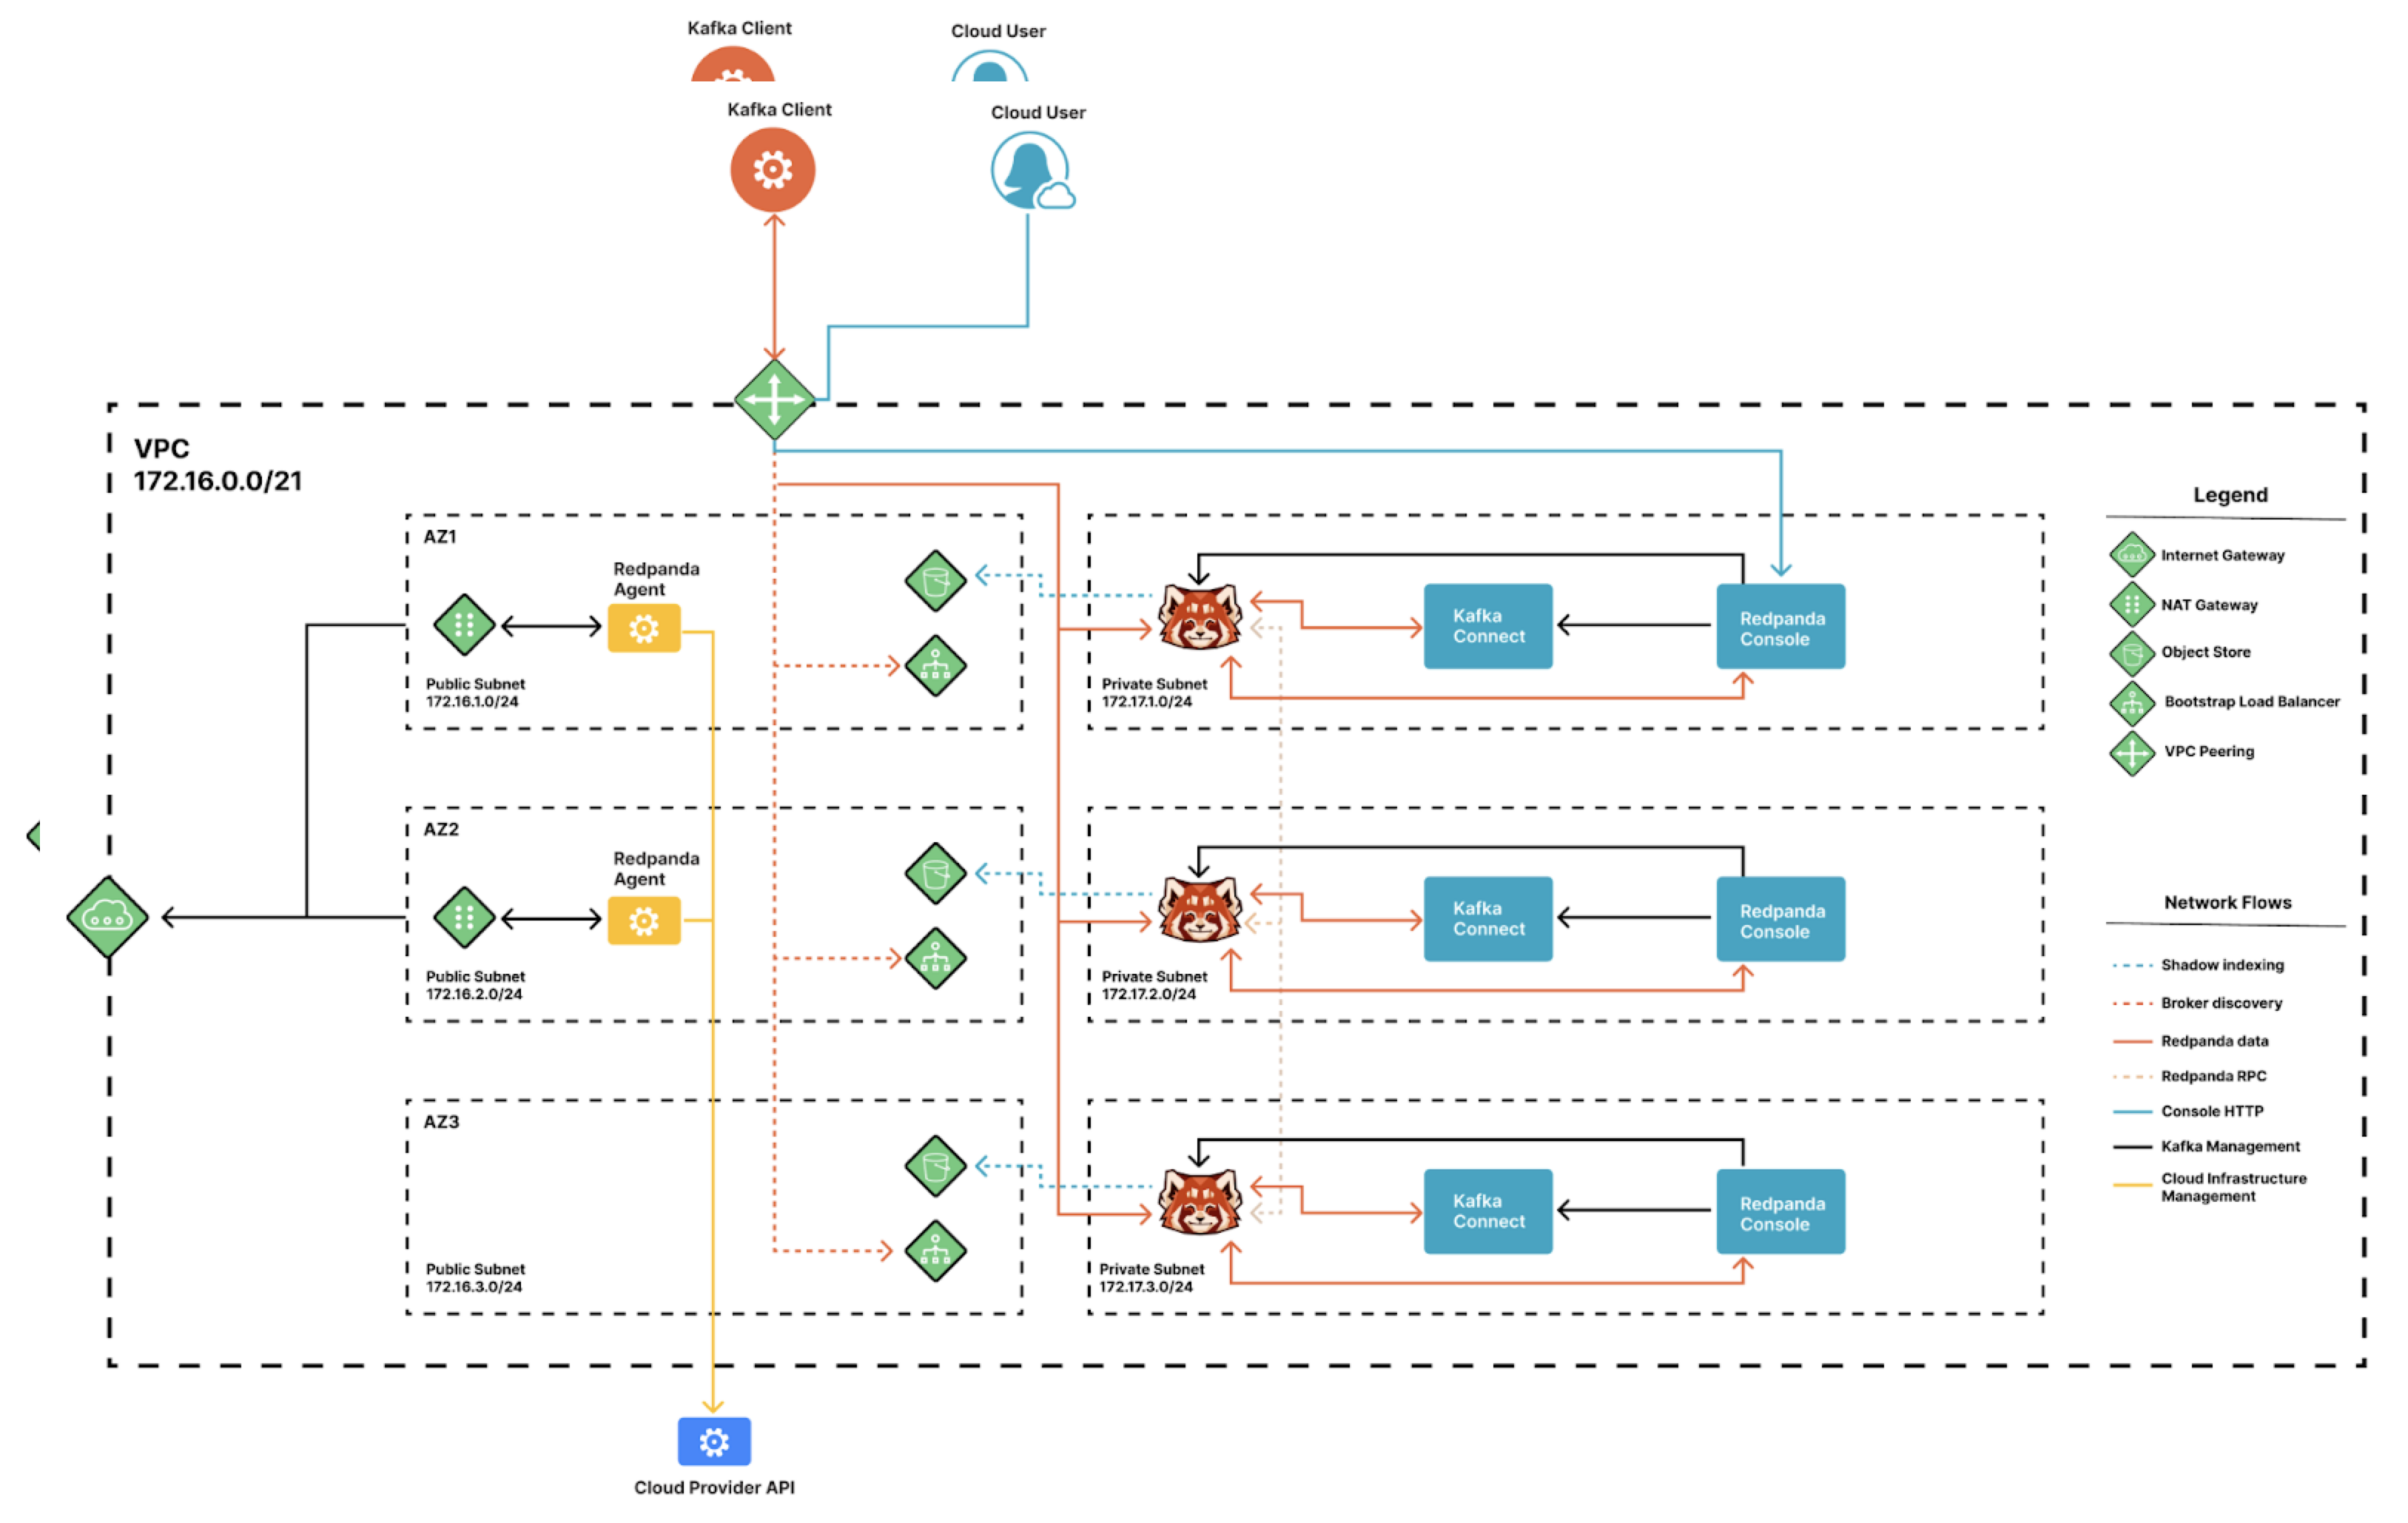 Kafka Client
Cloud User
Kafka Client
Cloud User
VPC
172.16.0.0/21
AZ1
Redpanda
Agent
Public Subnet
172.16.1.0/24
Private Subnet
172.17.1.0/24
Kafka
Connect
Redpanda
Console
AZ2
Redpanda
Agent
Public Subnet
172.16.2.0/24
Private Subnet
172.17.2.0/24
Kafka
Connect
Redpanda
Console
AZ3
Public Subnet
172.16.3.0/24
Private Subnet
172.17.3.0/24
Kafka
Connect
Redpanda
Console
Cloud Provider API
Legend
Internet Gateway
NAT Gateway
Object Store
Bootstrap Load Balancer
VPC Peering
Network Flows
Shadow indexing
Broker discovery
Redpanda data
Redpanda RPC
Console HTTP
Kafka Management
Cloud Infrastructure
Management